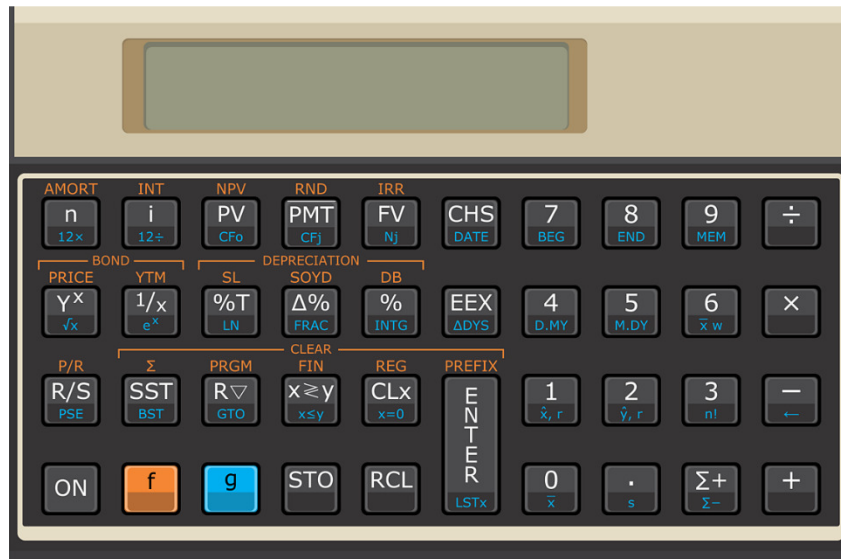 AMORT INT NPV RND IRR
n i PV PMT FV CHS 7 8 9 ÷
12× 12÷ CFo CFj Nj DATE BEG END MEM
BOND DEPRECIATION
PRICE YTM SL SOYD DB
Yˣ 1/x %T Δ% % EEX 4 5 6 ×
√x eˣ LN FRAC INTG ΔDYS D.MY M.DY x̅ w
CLEAR
P/R Σ PRGM FIN REG PREFIX
R/S SST R▽ x≷y CLx ENTER 1 2 3 −
PSE BST GTO x≤y x=0 x̂, r ŷ, r n! ←
ON f g STO RCL 0 . Σ+ +
LSTx x̅ s Σ−